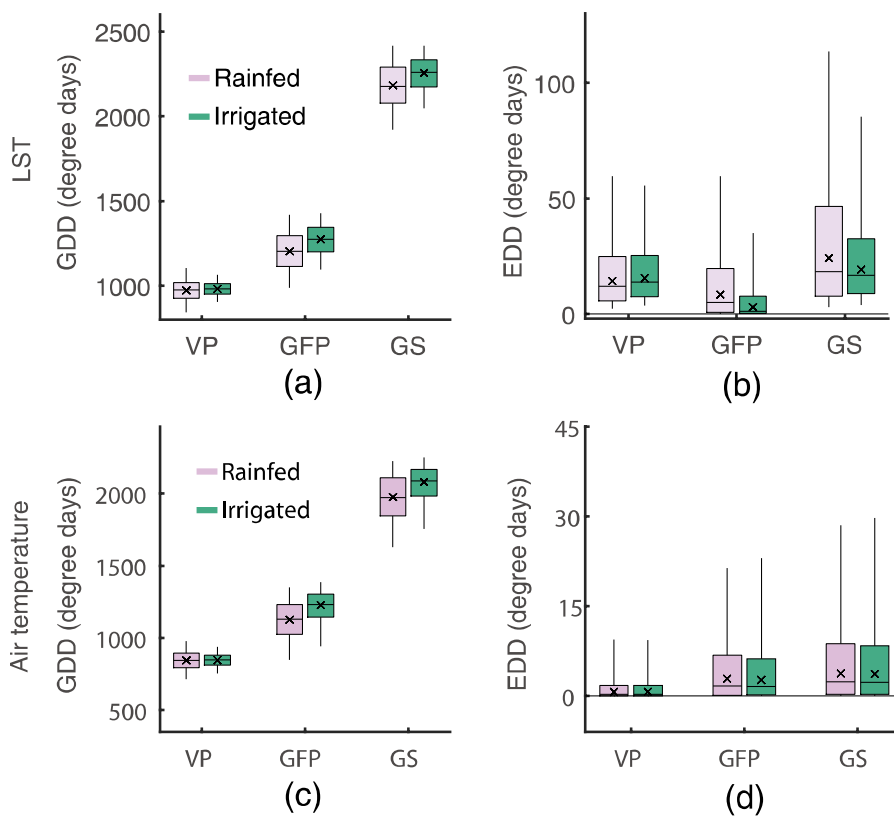 LST
GDD (degree days)
2500
2000
1500
1000
Rainfed
Irrigated
VP GFP GS
(a)
EDD (degree days)
100
50
0
VP GFP GS
(b)
Air temperature
GDD (degree days)
2000
1500
1000
500
Rainfed
Irrigated
VP GFP GS
(c)
EDD (degree days)
45
30
15
0
VP GFP GS
(d)